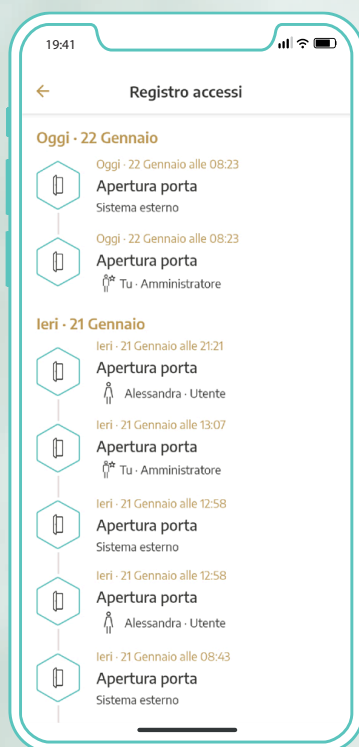 19:41
Registro accessi
Oggi · 22 Gennaio
Oggi · 22 Gennaio alle 08:23
Apertura porta
Sistema esterno
Oggi · 22 Gennaio alle 08:23
Apertura porta
Tu · Amministratore
Ieri · 21 Gennaio
Ieri · 21 Gennaio alle 21:21
Apertura porta
Alessandra · Utente
Ieri · 21 Gennaio alle 13:07
Apertura porta
Tu · Amministratore
Ieri · 21 Gennaio alle 12:58
Apertura porta
Sistema esterno
Ieri · 21 Gennaio alle 12:58
Apertura porta
Alessandra · Utente
Ieri · 21 Gennaio alle 08:43
Apertura porta
Sistema esterno